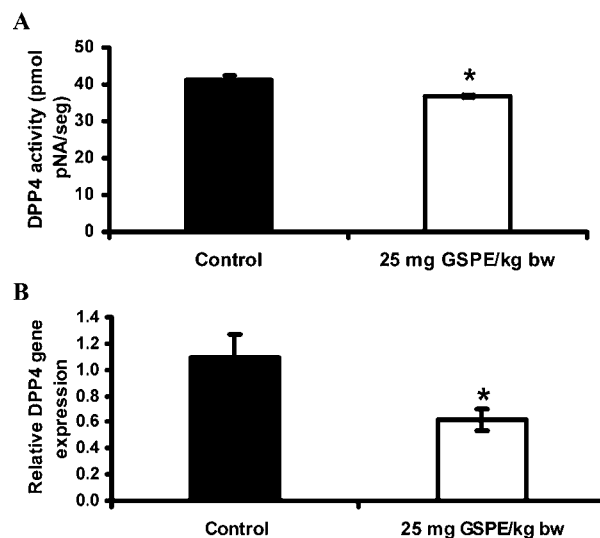 A
DPP4 activity (pmol
pNA/seg)
50
40
30
20
10
0
*
Control
25 mg GSPE/kg bw
B
Relative DPP4 gene
expression
1.4
1.2
1.0
0.8
0.6
0.4
0.2
0.0
*
Control
25 mg GSPE/kg bw